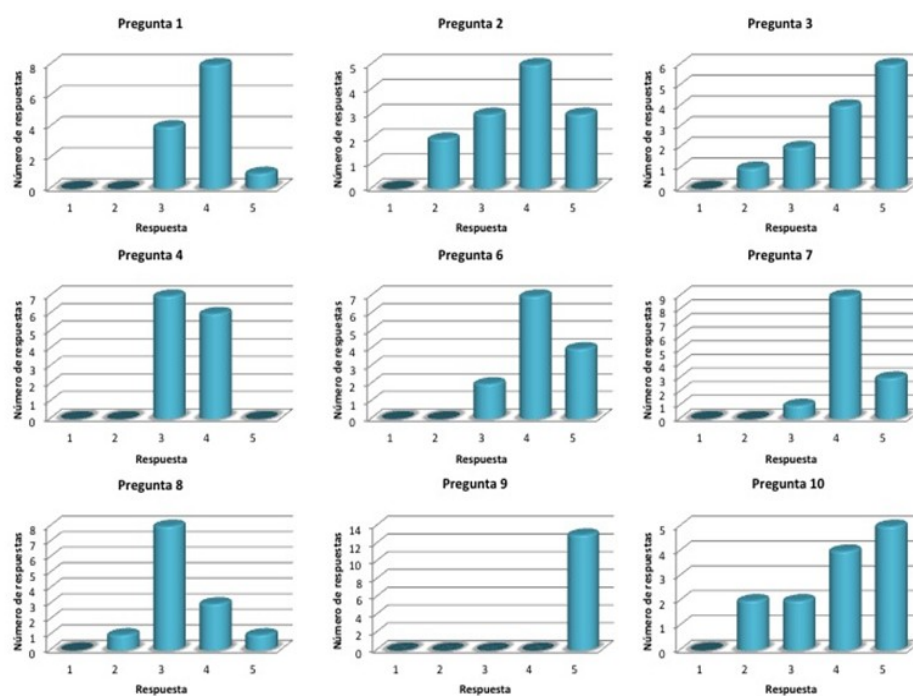 Pregunta 1
Número de respuestas
8
6
4
2
0
1 2 3 4 5
Respuesta
Pregunta 2
Número de respuestas
5
4
3
2
1
0
1 2 3 4 5
Respuesta
Pregunta 3
Número de respuestas
6
5
4
3
2
1
0
1 2 3 4 5
Respuesta
Pregunta 4
Número de respuestas
7
6
5
4
3
2
1
0
1 2 3 4 5
Respuesta
Pregunta 6
Número de respuestas
7
6
5
4
3
2
1
0
1 2 3 4 5
Respuesta
Pregunta 7
Número de respuestas
9
8
7
6
5
4
3
2
1
0
1 2 3 4 5
Respuesta
Pregunta 8
Número de respuestas
8
7
6
5
4
3
2
1
0
1 2 3 4 5
Respuesta
Pregunta 9
Número de respuestas
14
12
10
8
6
4
2
0
1 2 3 4 5
Respuesta
Pregunta 10
Número de respuestas
5
4
3
2
1
0
1 2 3 4 5
Respuesta